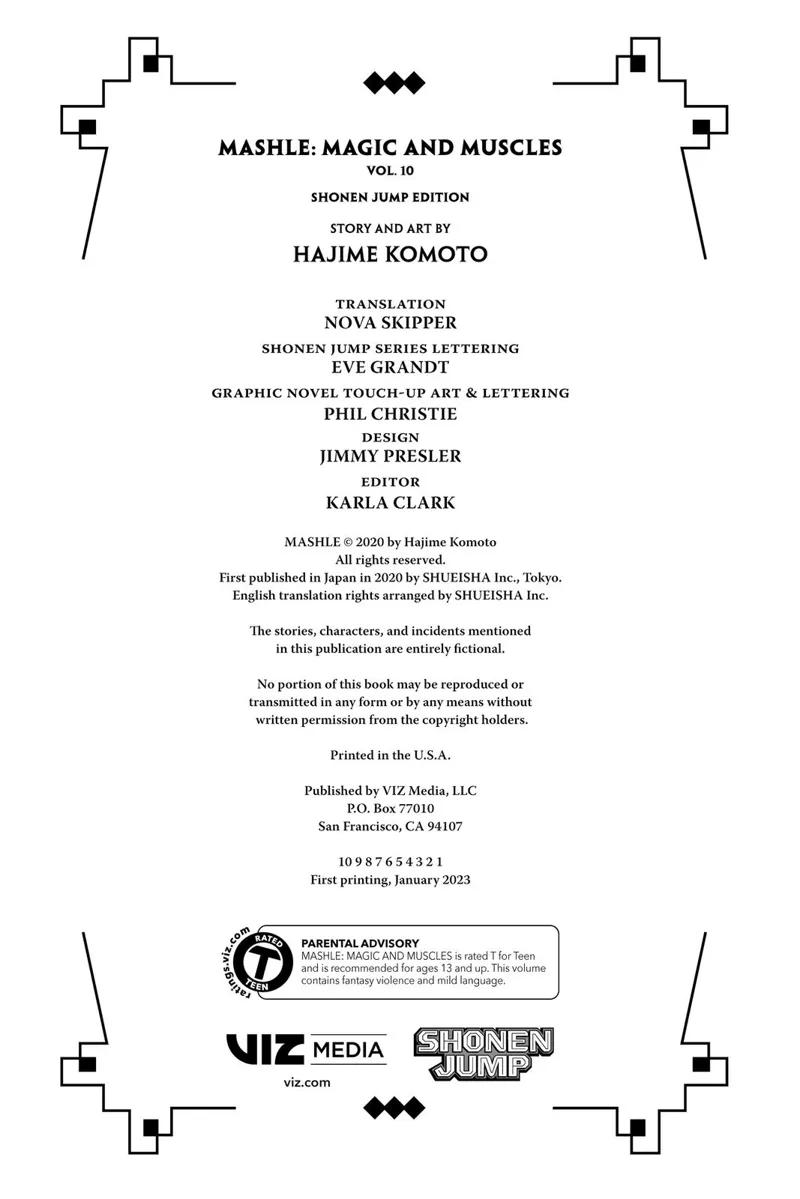 MASHLE: MAGIC AND MUSCLES
VOL. 10
SHONEN JUMP EDITION
STORY AND ART BY
HAJIME KOMOTO
TRANSLATION
NOVA SKIPPER
SHONEN JUMP SERIES LETTERING
EVE GRANDT
GRAPHIC NOVEL TOUCH-UP ART & LETTERING
PHIL CHRISTIE
DESIGN
JIMMY PRESLER
EDITOR
KARLA CLARK
MASHLE © 2020 by Hajime Komoto
All rights reserved.
First published in Japan in 2020 by SHUEISHA Inc., Tokyo.
English translation rights arranged by SHUEISHA Inc.
The stories, characters, and incidents mentioned
in this publication are entirely fictional.
No portion of this book may be reproduced or
transmitted in any form or by any means without
written permission from the copyright holders.
Printed in the U.S.A.
Published by VIZ Media, LLC
P.O. Box 77010
San Francisco, CA 94107
10 9 8 7 6 5 4 3 2 1
First printing, January 2023
ratings.viz.com
RATED
T
TEEN
PARENTAL ADVISORY
MASHLE: MAGIC AND MUSCLES is rated T for Teen
and is recommended for ages 13 and up. This volume
contains fantasy violence and mild language.
VIZ MEDIA
viz.com
SHONEN
JUMP